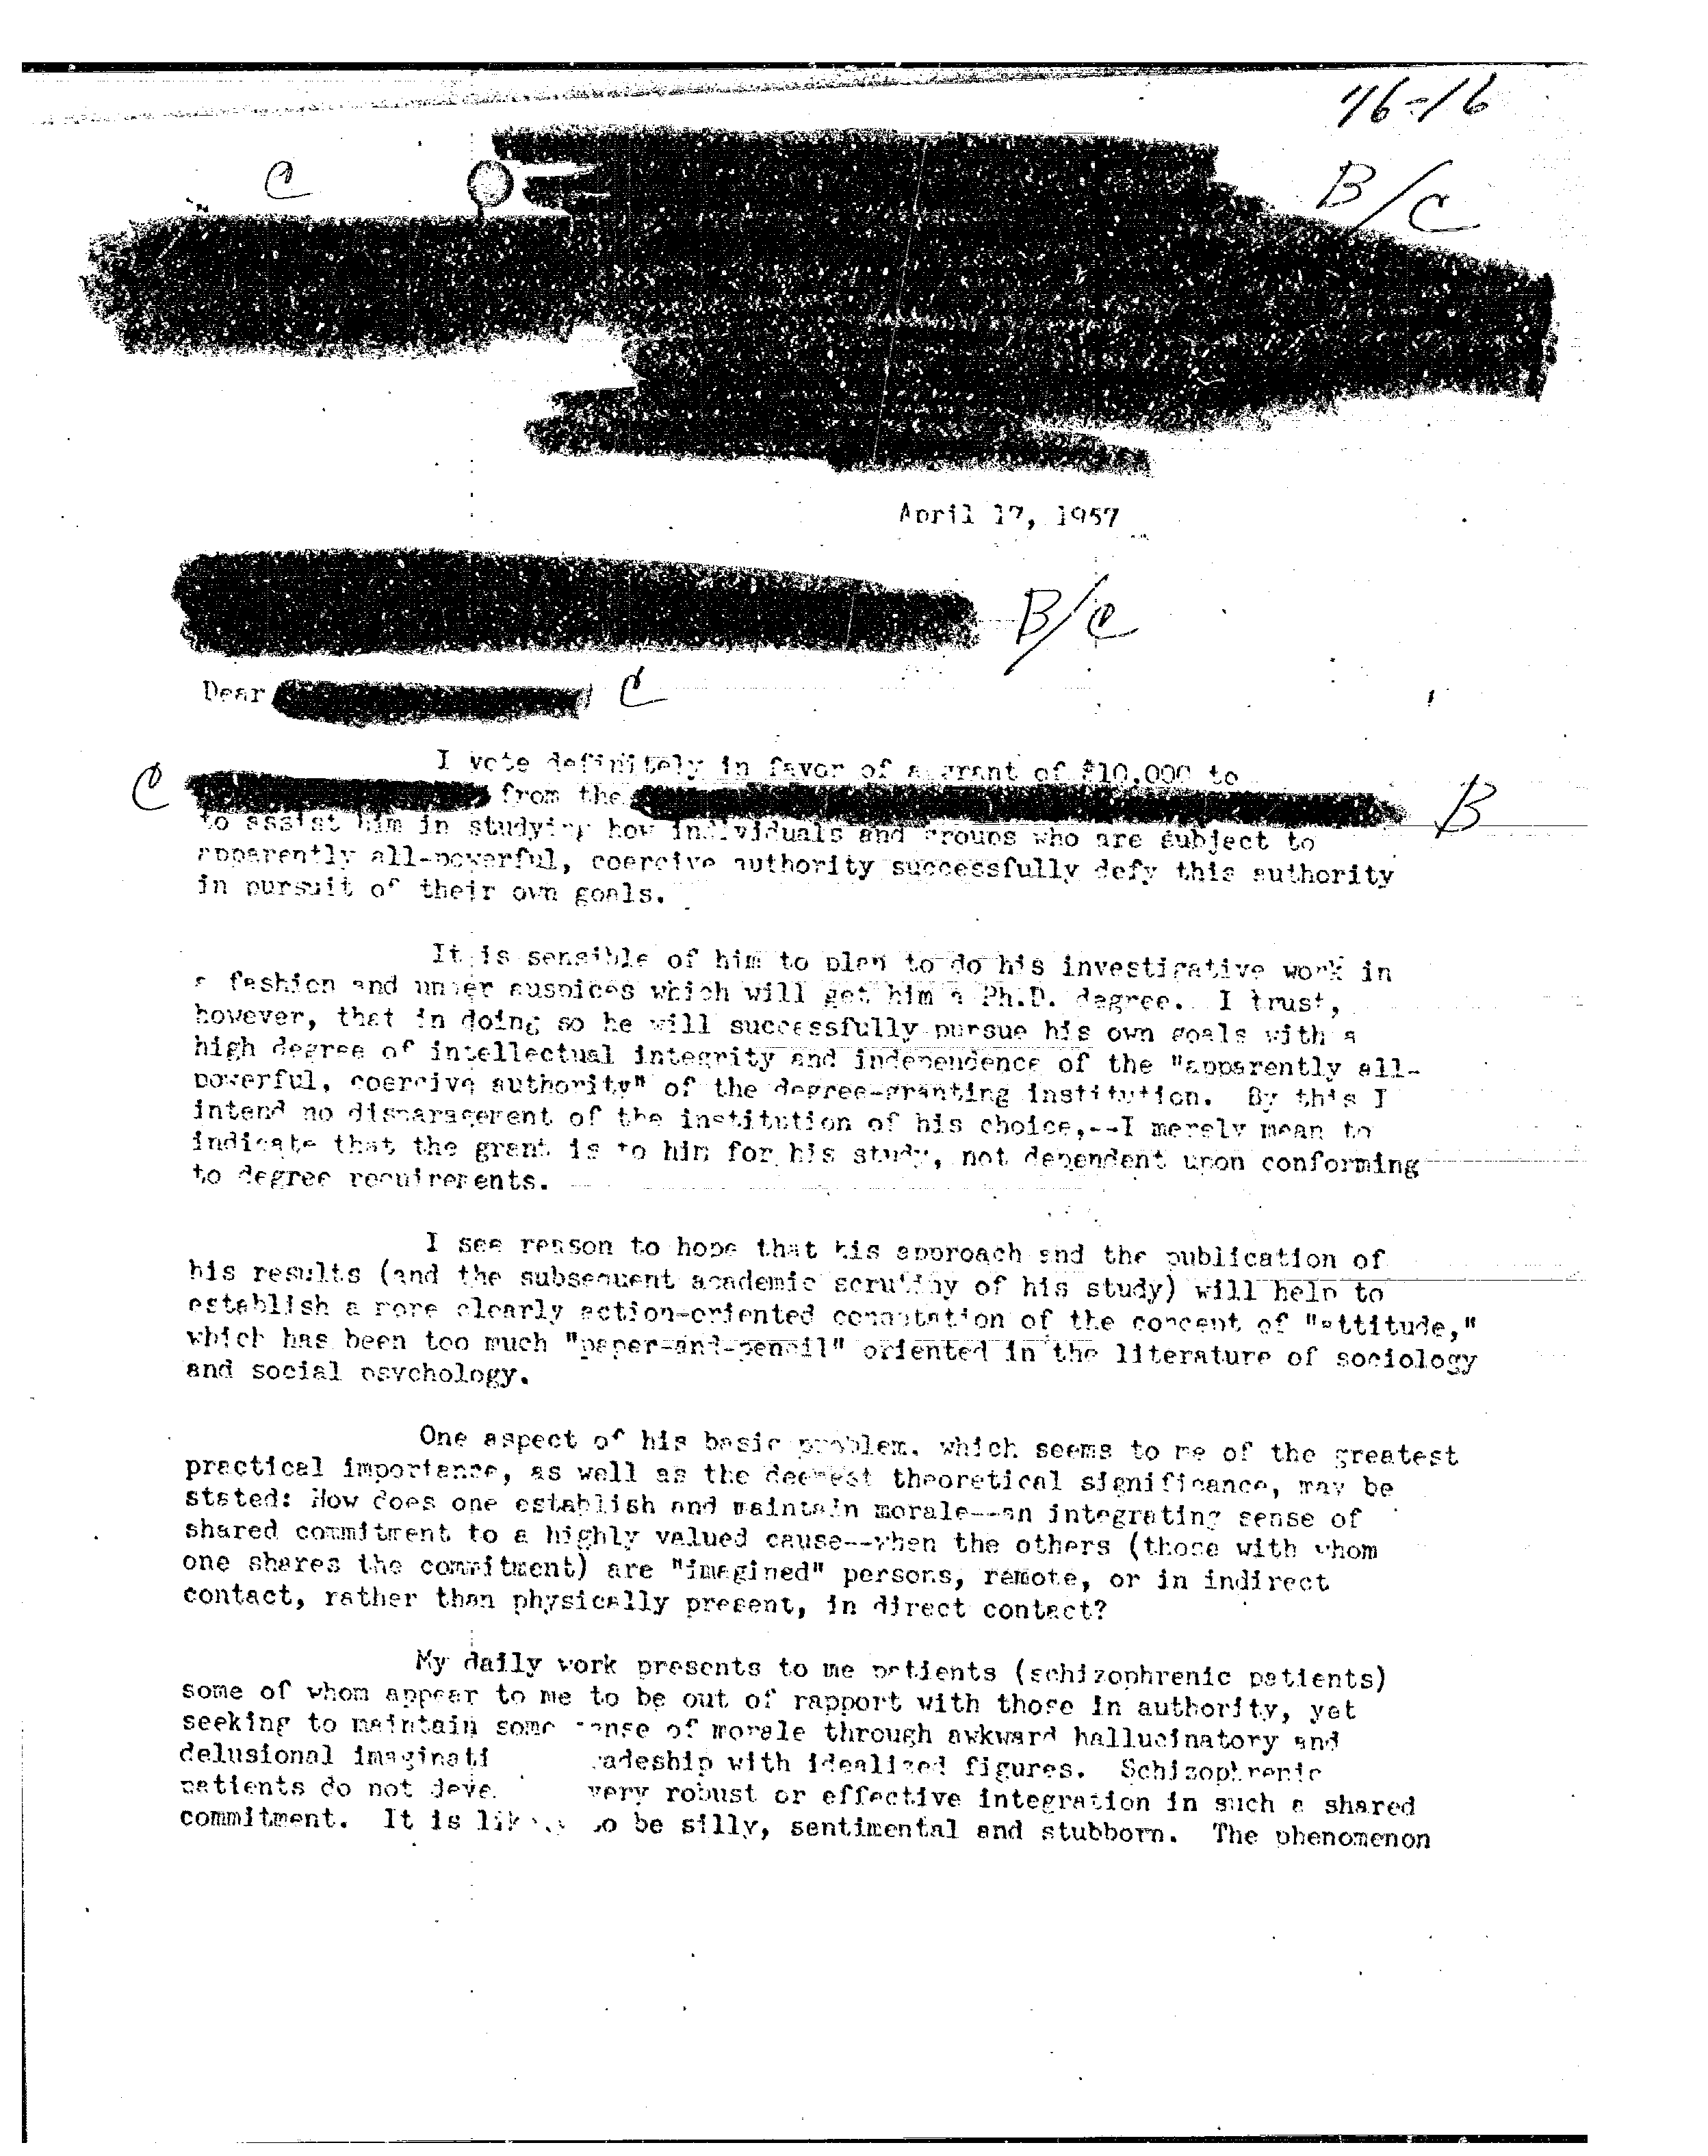 76-16
C
B/C
April 17, 1957
B/C
Dear
C
I vote definitely in favor of a grant of $10,000 to
C
from the
B
to assist him in studying how individuals and groups who are subject to
apparently all-powerful, coercive authority successfully defy this authority
in pursuit of their own goals.
It is sensible of him to plan to do his investigative work in
a fashion and under auspices which will get him a Ph.D. degree. I trust,
however, that in doing so he will successfully pursue his own goals with a
high degree of intellectual integrity and independence of the "apparently all-
powerful, coercive authority" of the degree-granting institution. By this I
intend no disparagement of the institution of his choice,--I merely mean to
indicate that the grant is to him for his study, not dependent upon conforming
to degree requirements.
I see reason to hope that his approach and the publication of
his results (and the subsequent academic scrutiny of his study) will help to
establish a more clearly action-oriented connotation of the concept of "attitude,"
which has been too much "paper-and-pencil" oriented in the literature of sociology
and social psychology.
One aspect of his basic problem, which seems to me of the greatest
practical importance, as well as the deepest theoretical significance, may be
stated: How does one establish and maintain morale--an integrating sense of
shared commitment to a highly valued cause--when the others (those with whom
one shares the commitment) are "imagined" persons, remote, or in indirect
contact, rather than physically present, in direct contact?
My daily work presents to me patients (schizophrenic patients)
some of whom appear to me to be out of rapport with those in authority, yet
seeking to maintain some sense of morale through awkward hallucinatory and
delusional imaginati radeship with idealized figures. Schizophrenic
patients do not deve very robust or effective integration in such a shared
commitment. It is likely to be silly, sentimental and stubborn. The phenomenon